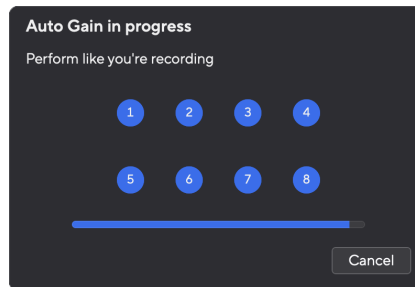 Auto Gain in progress
Perform like you're recording
1 2 3 4
5 6 7 8
Cancel